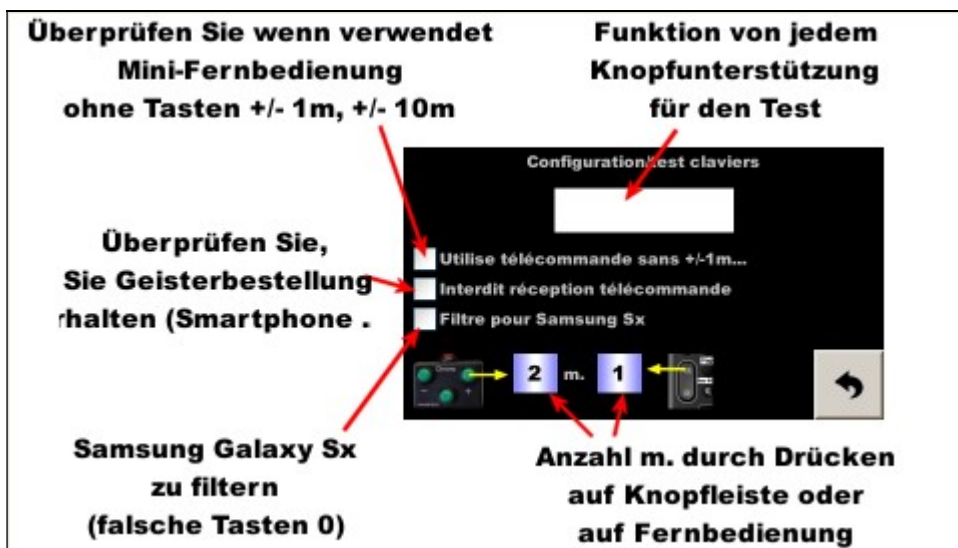 Überprüfen Sie wenn verwendet
Mini-Fernbedienung
ohne Tasten +/- 1m, +/- 10m
Funktion von jedem
Knopfunterstützung
für den Test
Configuration/test claviers
Überprüfen Sie,
Sie Geisterbestellung
rhalten (Smartphone .
Utilise télécommande sans +/-1m...
Interdit réception télécommande
Filtre pour Samsung Sx
2 m. 1
Samsung Galaxy Sx
zu filtern
(falsche Tasten 0)
Anzahl m. durch Drücken
auf Knopfleiste oder
auf Fernbedienung